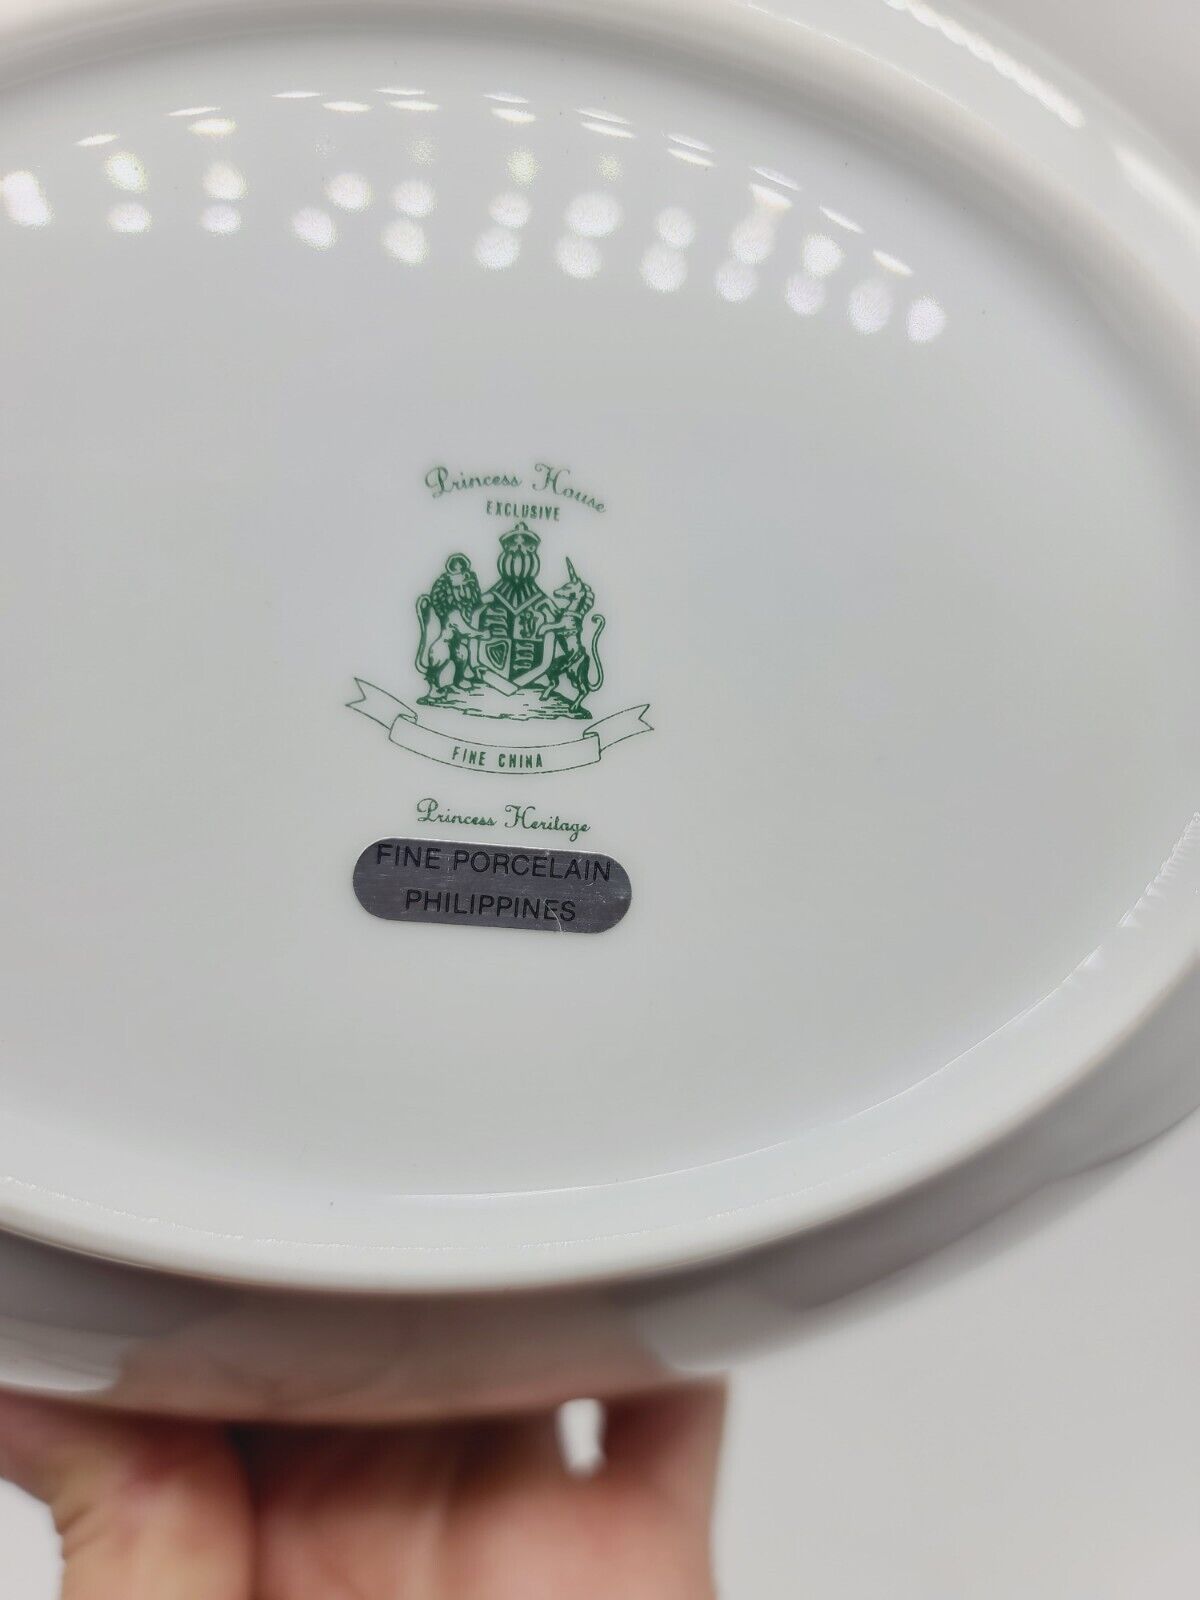 Princess House
EXCLUSIVE
FINE CHINA
Princess Heritage
FINE PORCELAIN
PHILIPPINES